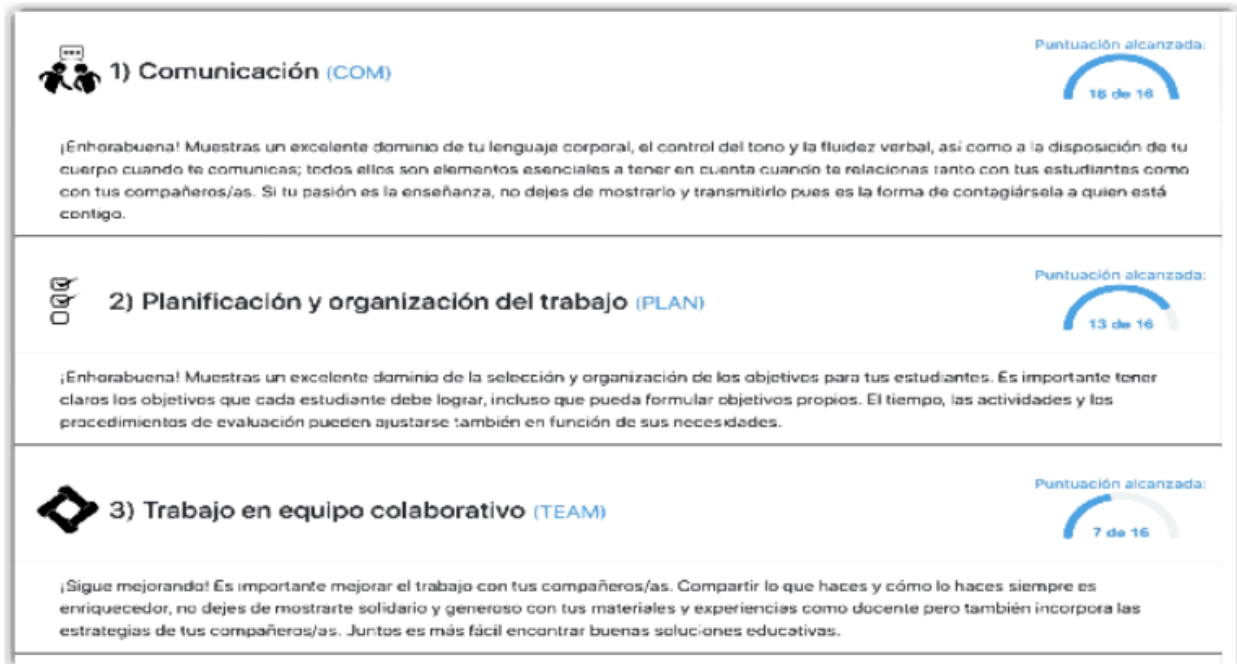 Puntuación alcanzada:
1) Comunicación (COM)
16 de 16
¡Enhorabuena! Muestras un excelente dominio de tu lenguaje corporal, el control del tono y la fluidez verbal, así como a la disposición de tu
cuerpo cuando te comunicas; todos ellos son elementos esenciales a tener en cuenta cuando te relacionas tanto con tus estudiantes como
con tus compañeros/as. Si tu pasión es la enseñanza, no dejes de mostrarlo y transmitirlo pues es la forma de contagiársela a quien está
contigo.
Puntuación alcanzada:
2) Planificación y organización del trabajo (PLAN)
13 de 16
¡Enhorabuena! Muestras un excelente dominio de la selección y organización de los objetivos para tus estudiantes. Es importante tener
claros los objetivos que cada estudiante debe lograr, incluso que pueda formular objetivos propios. El tiempo, las actividades y los
procedimientos de evaluación pueden ajustarse también en función de sus necesidades.
Puntuación alcanzada:
3) Trabajo en equipo colaborativo (TEAM)
7 de 16
¡Sigue mejorando! Es importante mejorar el trabajo con tus compañeros/as. Compartir lo que haces y cómo lo haces siempre es
enriquecedor, no dejes de mostrarte solidario y generoso con tus materiales y experiencias como docente pero también incorpora las
estrategias de tus compañeros/as. Juntos es más fácil encontrar buenas soluciones educativas.